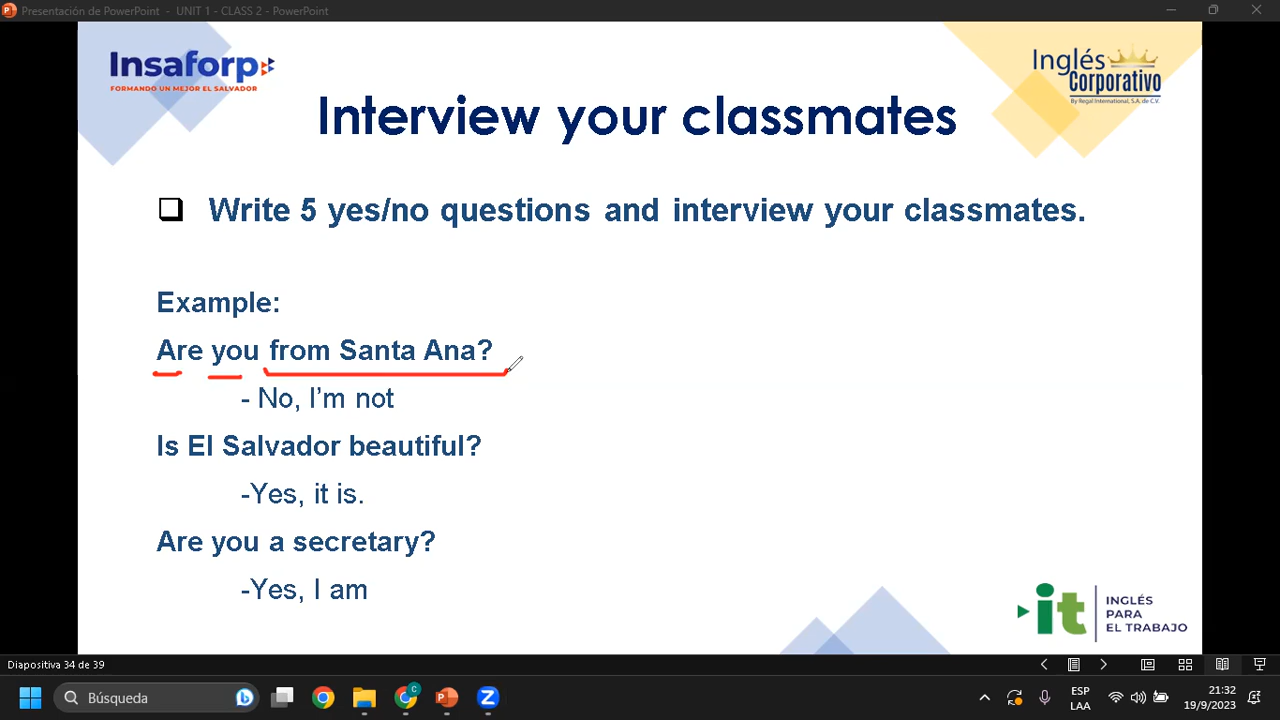 Presentación de PowerPoint - UNIT 1 - CLASS 2 - PowerPoint
Insaforp
FORMANDO UN MEJOR EL SALVADOR
Inglés
Corporativo
By Regal International, S.A. de C.V.
Interview your classmates
Write 5 yes/no questions and interview your classmates.
Example:
Are you from Santa Ana?
- No, I’m not
Is El Salvador beautiful?
-Yes, it is.
Are you a secretary?
-Yes, I am
it
INGLÉS
PARA
EL TRABAJO
Diapositiva 34 de 39
Búsqueda
C
ESP
LAA
21:32
19/9/2023